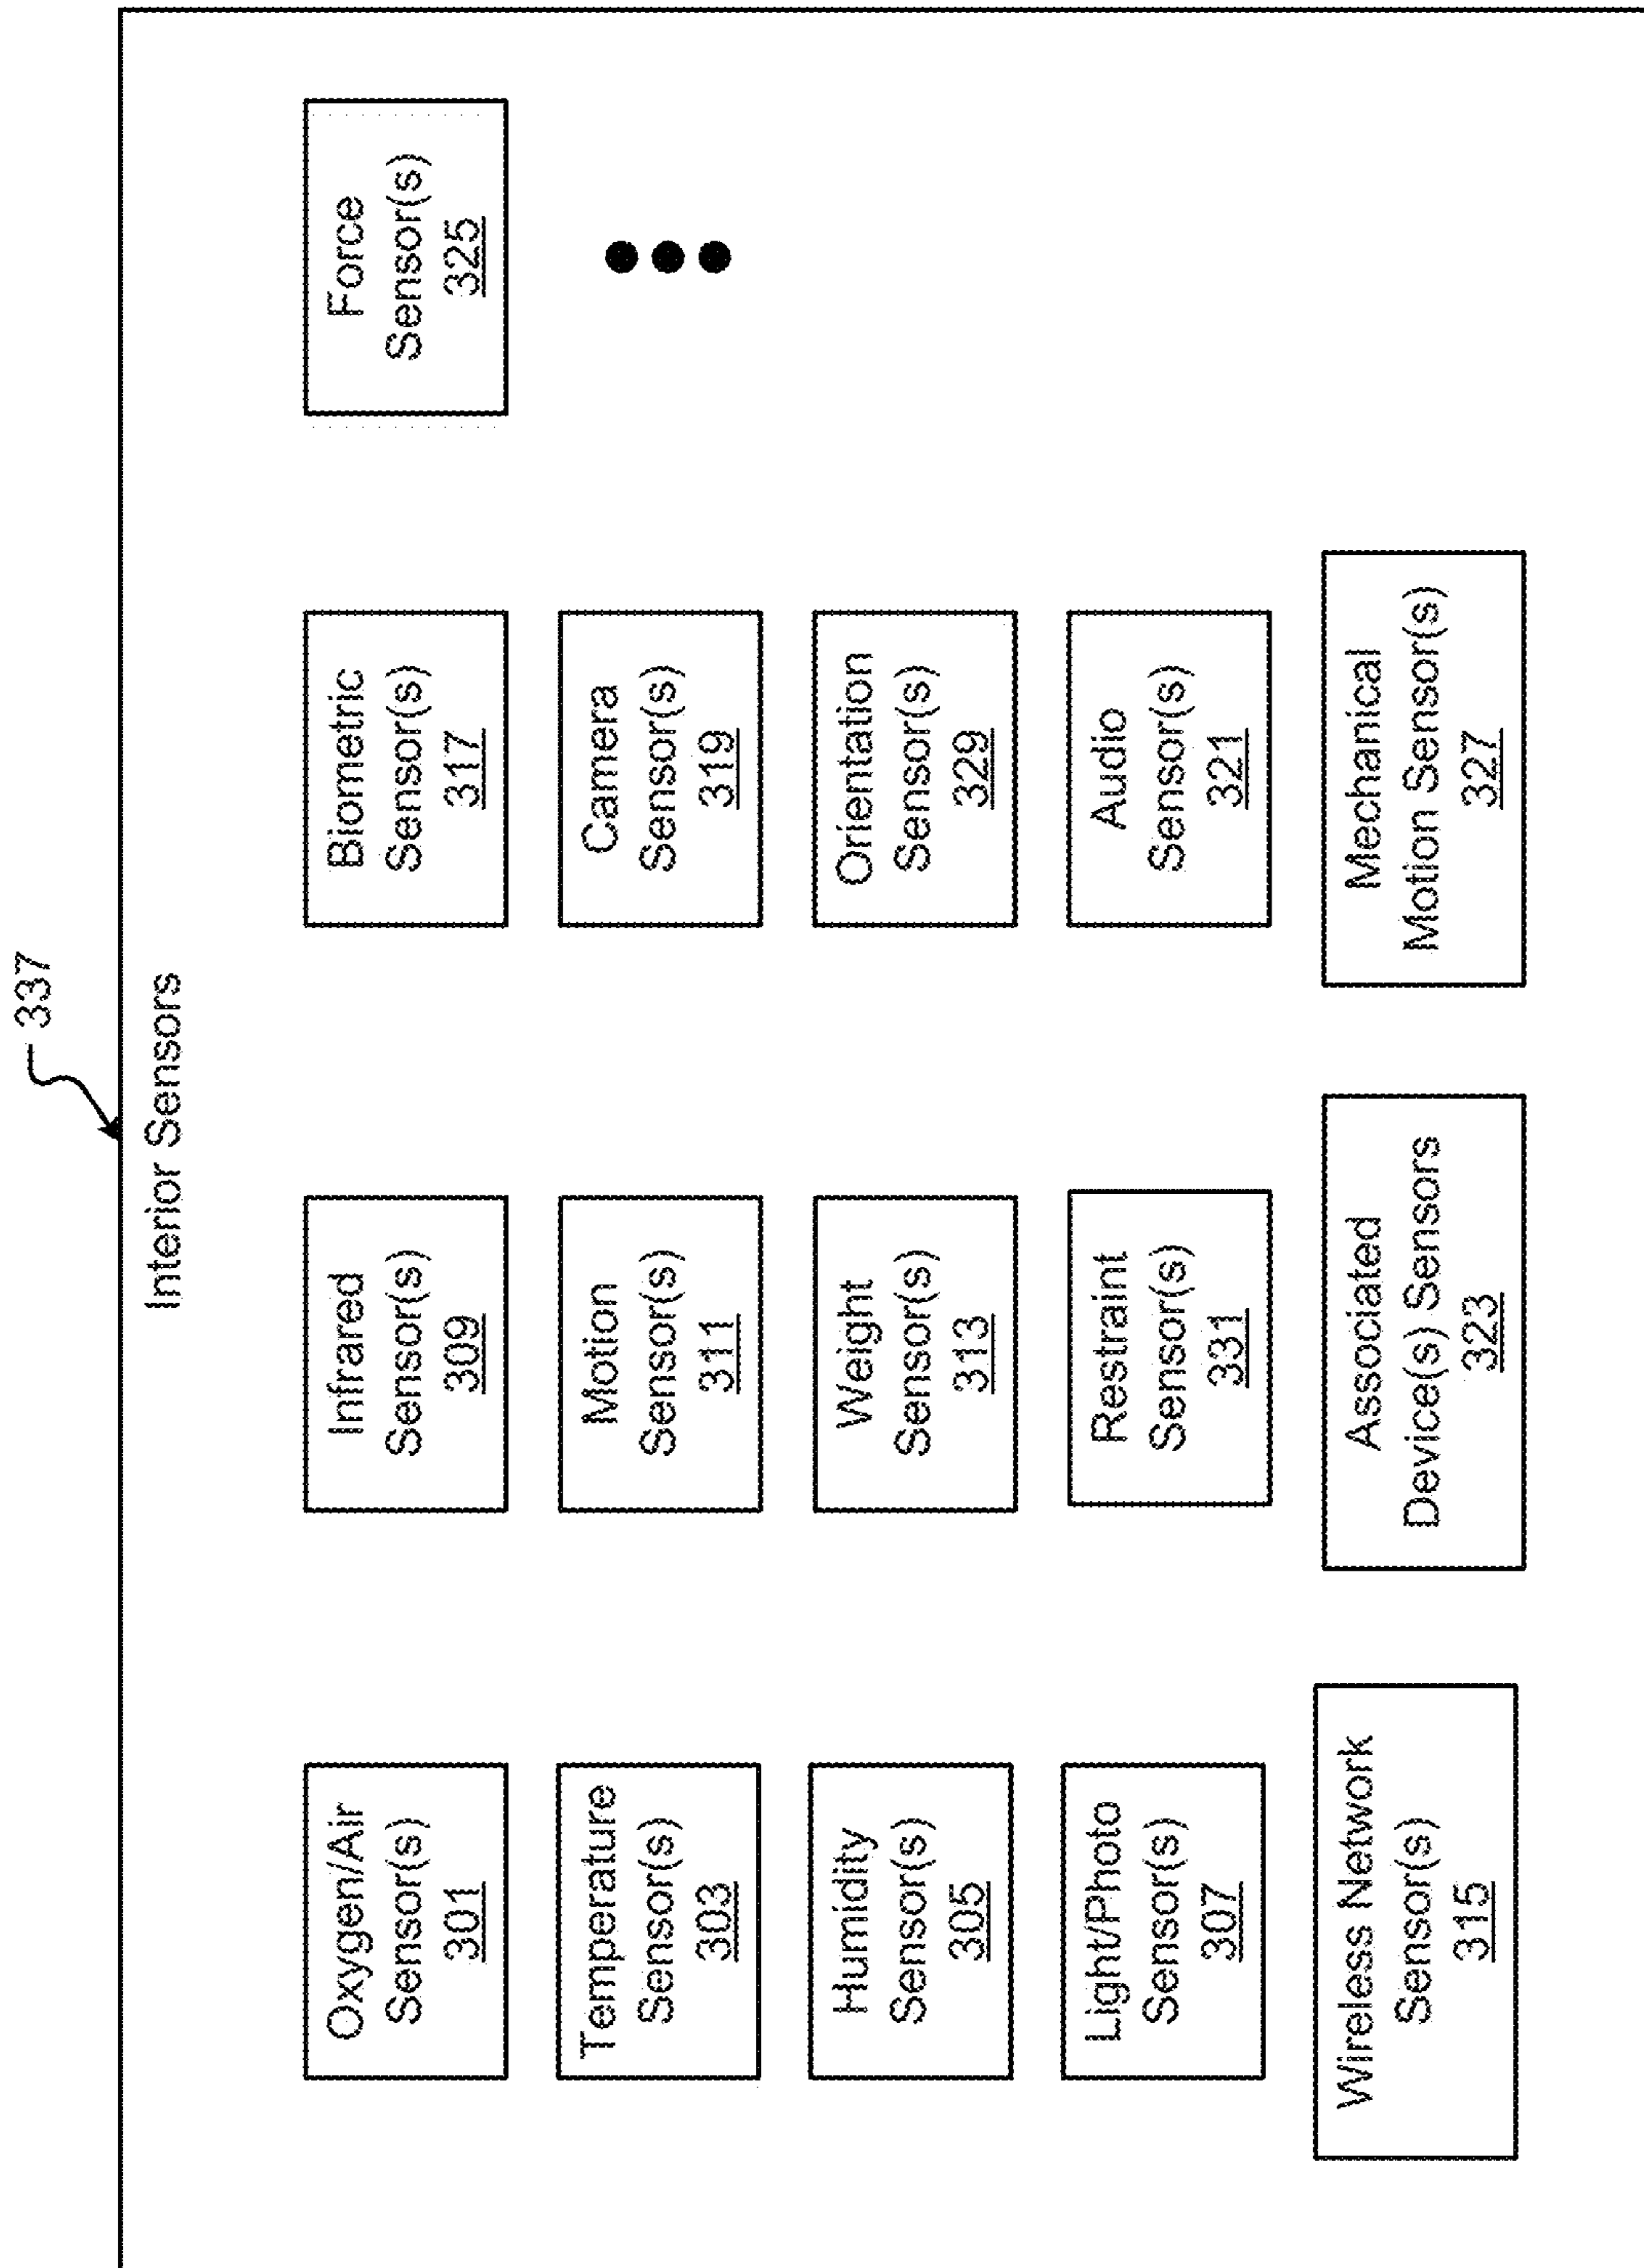 337
Interior Sensors
Oxygen/Air
Sensor(s)
301
Temperature
Sensor(s)
303
Humidity
Sensor(s)
305
Light/Photo
Sensor(s)
307
Wireless Network
Sensor(s)
315
Infrared
Sensor(s)
309
Motion
Sensor(s)
311
Weight
Sensor(s)
313
Restraint
Sensor(s)
331
Associated
Device(s) Sensors
323
Biometric
Sensor(s)
317
Camera
Sensor(s)
319
Orientation
Sensor(s)
329
Audio
Sensor(s)
321
Mechanical
Motion Sensor(s)
327
Force
Sensor(s)
325